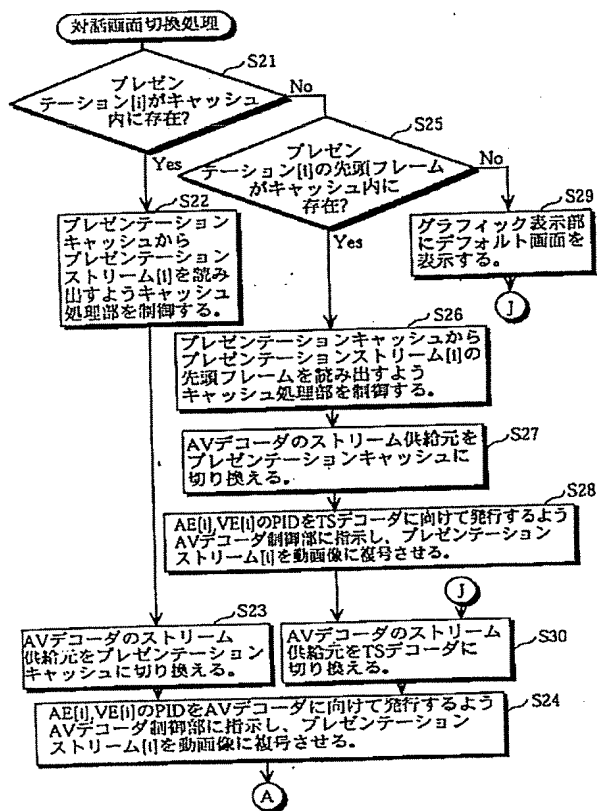 対話画面切換処理
S21
プレゼン
テーション[i]がキャッシュ
内に存在?
No
Yes
S25
プレゼン
テーション[i]の先頭フレーム
がキャッシュ内に
存在?
No
Yes
S22
プレゼンテーション
キャッシュから
プレゼンテーション
ストリーム[i]を読み
出すようキャッシュ
処理部を制御する。
S29
グラフィック表示部
にデフォルト画面を
表示する。
J
S26
プレゼンテーションキャッシュから
プレゼンテーションストリーム[i]の
先頭フレームを読み出すよう
キャッシュ処理部を制御する。
S27
AVデコーダのストリーム供給元を
プレゼンテーションキャッシュに
切り換える。
S28
AE[i],VE[i]のPIDをTSデコーダに向けて発行するよう
AVデコーダ制御部に指示し、プレゼンテーション
ストリーム[i]を動画像に複号させる。
J
S23
AVデコーダのストリーム
供給元をプレゼンテーション
キャッシュに切り換える。
S30
AVデコーダのストリーム
供給元をTSデコーダに
切り換える。
S24
AE[i],VE[i]のPIDをAVデコーダに向けて発行するよう
AVデコーダ制御部に指示し、プレゼンテーション
ストリーム[i]を動画像に複号させる。
A